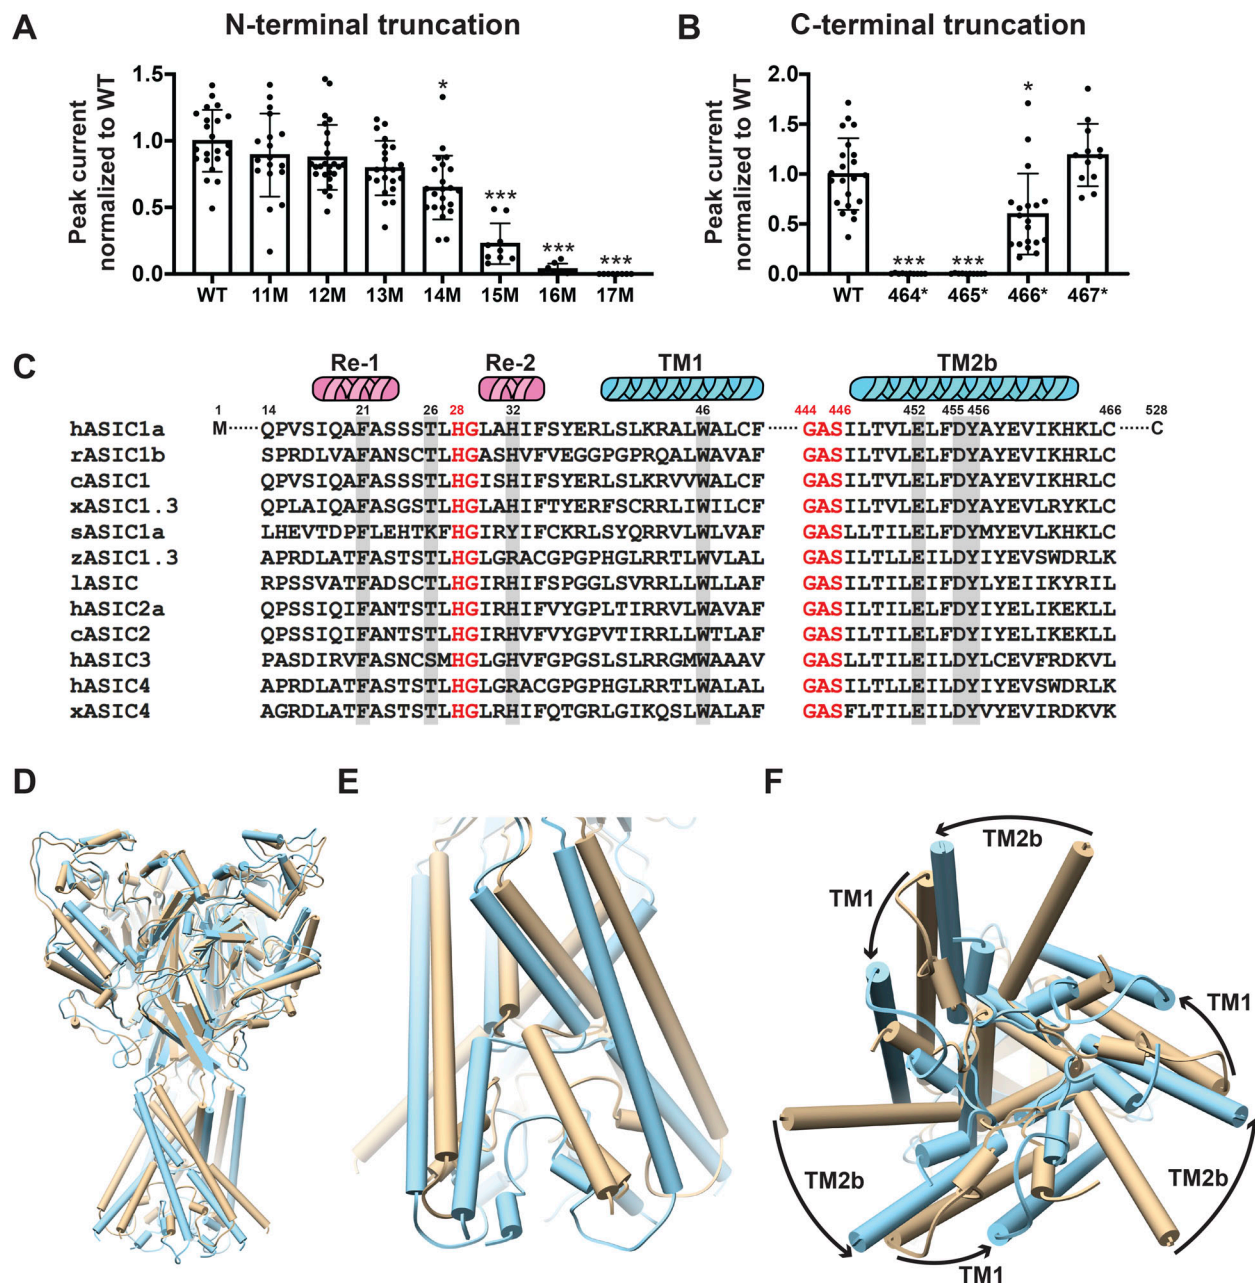 A
N-terminal truncation
Peak current
normalized to WT
1.5
1.0
0.5
0.0
*
***
***
***
WT 11M 12M 13M 14M 15M 16M 17M
B
C-terminal truncation
Peak current
normalized to WT
2.0
1.5
1.0
0.5
0.0
***
***
*
WT 464* 465* 466* 467*
C
Re-1 Re-2 TM1 TM2b
1 14 21 26 28 32 46 444 446 452 455 456 466 528
hASIC1a M QPVSIQAFASSSTLHGLAHIFSYERLSLKRALWALCF GASILTVLELFDYAYEVIKHKLC C
rASIC1b SPRDLVAFANSCTLHGASHVFVEGGPGPRQALWAVAF GASILTVLELFDYAYEVIKHRLC
cASIC1 QPVSIQAFASSSTLHGISHIFSYERLSLKRVVWALCF GASILTVLELFDYAYEVIKHRLC
xASIC1.3 QPLAIQAFASGSTLHGLAHIFTYERFSCRRLIWILCF GASILTVLELFDYAYEVLRYKLC
sASIC1a LHEVTDPFLEHTKFHGIRYIFCKRLSYQRRVLWLVAF GASLLTILELFDYMYEVLKHKLC
zASIC1.3 APRDLATFASTSTLHGLGRACGPGPHGLRRTLWVLAL GASILTLLEILDYIYEVSWDRLK
lASIC RPSSVATFADSCTLHGIRHIFSPGGLSVRRLLWLLAF GASILTILEIFDYIYEIIKYRIL
hASIC2a QPSSIQIFANTSTLHGIRHIFVYGPLTIRRVLWAVAF GASILTILELFDYIYELIKEKLL
cASIC2 QPSSIQIFANTSTLHGIRHVFVYGPVTIRRLLWTLAF GASILTILELFDYIYELIKEKLL
hASIC3 PASDIRVFASNCSMHGLGHVFGPGSLSLRRGMWAAAV GASLLTILEILDYLCEVFRDKVL
hASIC4 APRDLATFASTSTLHGLGRACGPGPHGLRRTLWALAL GASILTLLEILDYIYEVSWDRLK
xASIC4 AGRDLATFASTSTLHGLRHIFQTGRLGIKQSLWALAF GASFLTILEILDYVYEVIRDKVK
D
E
F
TM2b
TM1
TM1
TM2b
TM2b
TM1